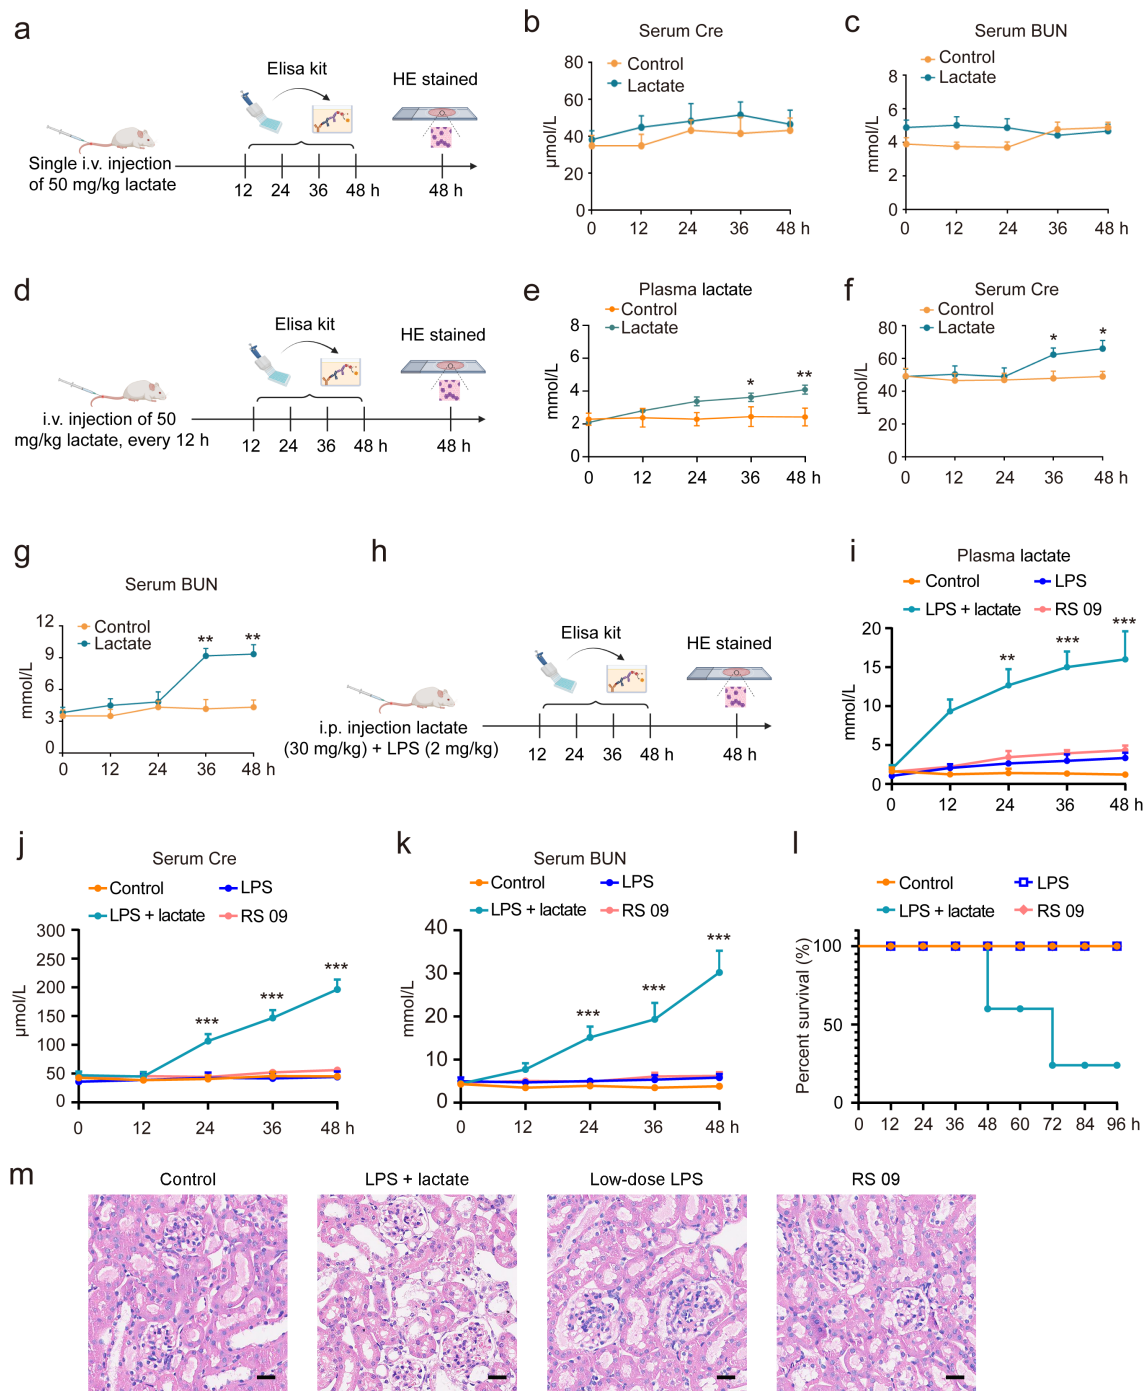 a
Elisa kit
HE stained
Single i.v. injection
of 50 mg/kg lactate
12 24 36 48 h
48 h
b
Serum Cre
Control
Lactate
µmol/L
80
60
40
20
0
0 12 24 36 48 h
c
Serum BUN
Control
Lactate
mmol/L
8
6
4
2
0
0 12 24 36 48 h
d
Elisa kit
HE stained
i.v. injection of 50
mg/kg lactate, every 12 h
12 24 36 48 h
48 h
e
Plasma lactate
Control
Lactate
mmol/L
8
6
4
2
0
* **
0 12 24 36 48 h
f
Serum Cre
Control
Lactate
µmol/L
80
60
40
20
0
* *
0 12 24 36 48 h
g
Serum BUN
Control
Lactate
mmol/L
12
9
6
3
0
** **
0 12 24 36 48 h
h
Elisa kit
HE stained
i.p. injection lactate
(30 mg/kg) + LPS (2 mg/kg)
12 24 36 48 h
48 h
i
Plasma lactate
Control LPS
LPS + lactate RS 09
mmol/L
20
15
10
5
0
** *** ***
0 12 24 36 48 h
j
Serum Cre
Control LPS
LPS + lactate RS 09
µmol/L
300
250
200
150
100
50
0
*** *** ***
0 12 24 36 48 h
k
Serum BUN
Control LPS
LPS + lactate RS 09
mmol/L
40
30
20
10
0
*** *** ***
0 12 24 36 48 h
l
Control LPS
LPS + lactate RS 09
Percent survival (%)
100
50
0
0 12 24 36 48 60 72 84 96 h
m
Control LPS + lactate Low-dose LPS RS 09